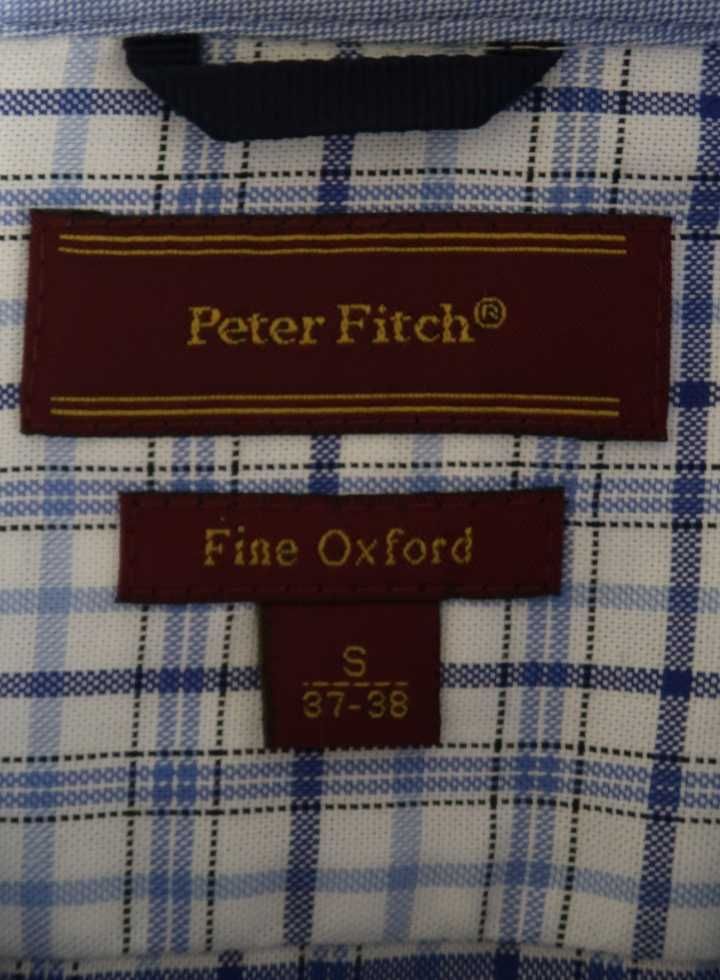 Peter Fitch®
Fine Oxford
S
37-38